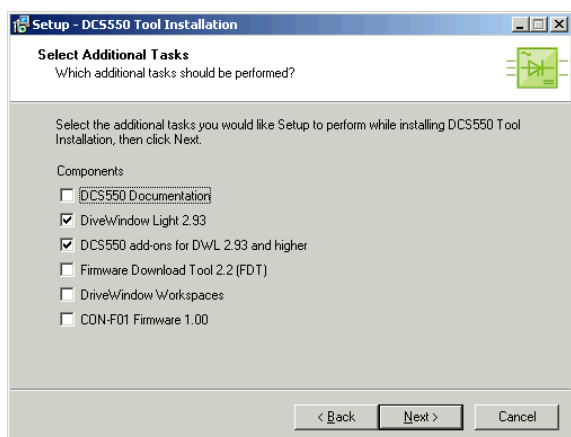 Setup - DCS550 Tool Installation
Select Additional Tasks
Which additional tasks should be performed?
Select the additional tasks you would like Setup to perform while installing DCS550 Tool
Installation, then click Next.
Components
DCS550 Documentation
DiveWindow Light 2.93
DCS550 add-ons for DWL 2.93 and higher
Firmware Download Tool 2.2 (FDT)
DriveWindow Workspaces
CON-F01 Firmware 1.00
< Back Next > Cancel